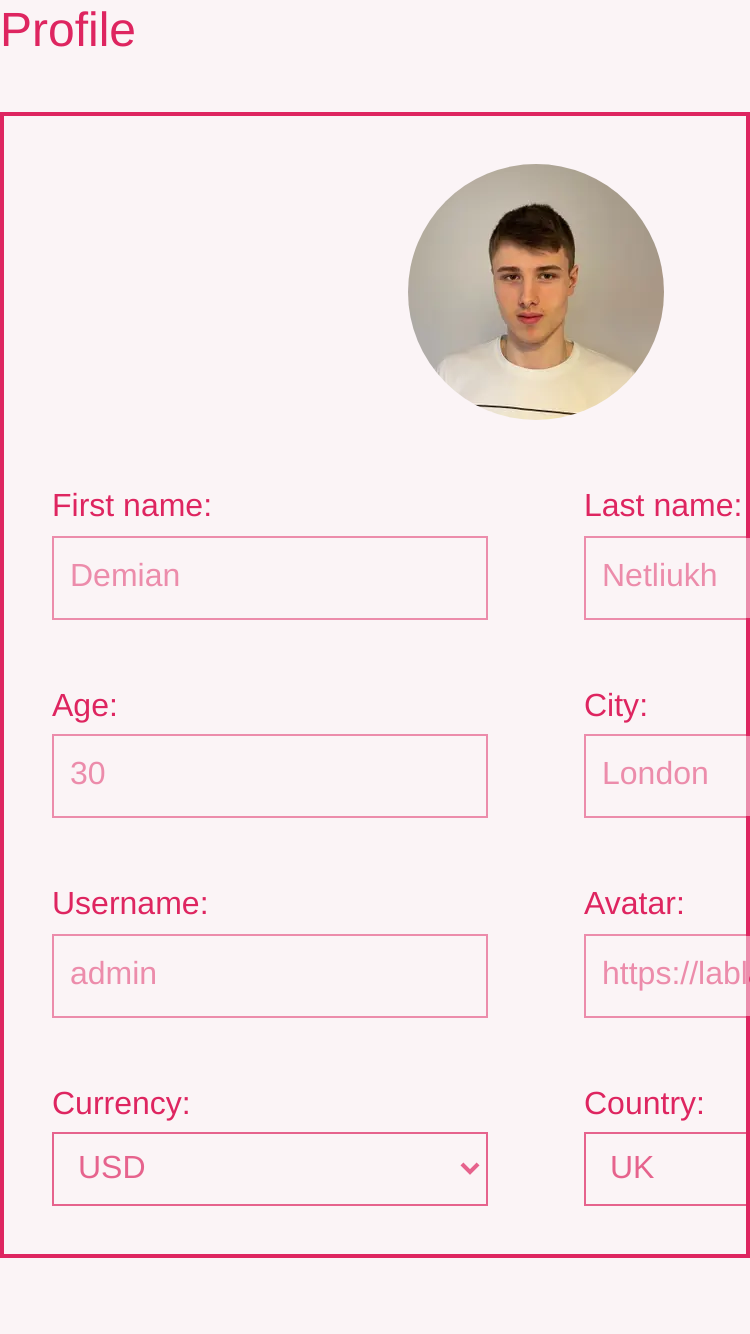 Profile
First name:
Last name:
Demian
Netliukh
Age:
City:
30
London
Username:
Avatar:
admin
https://labl
Currency:
Country:
USD
UK